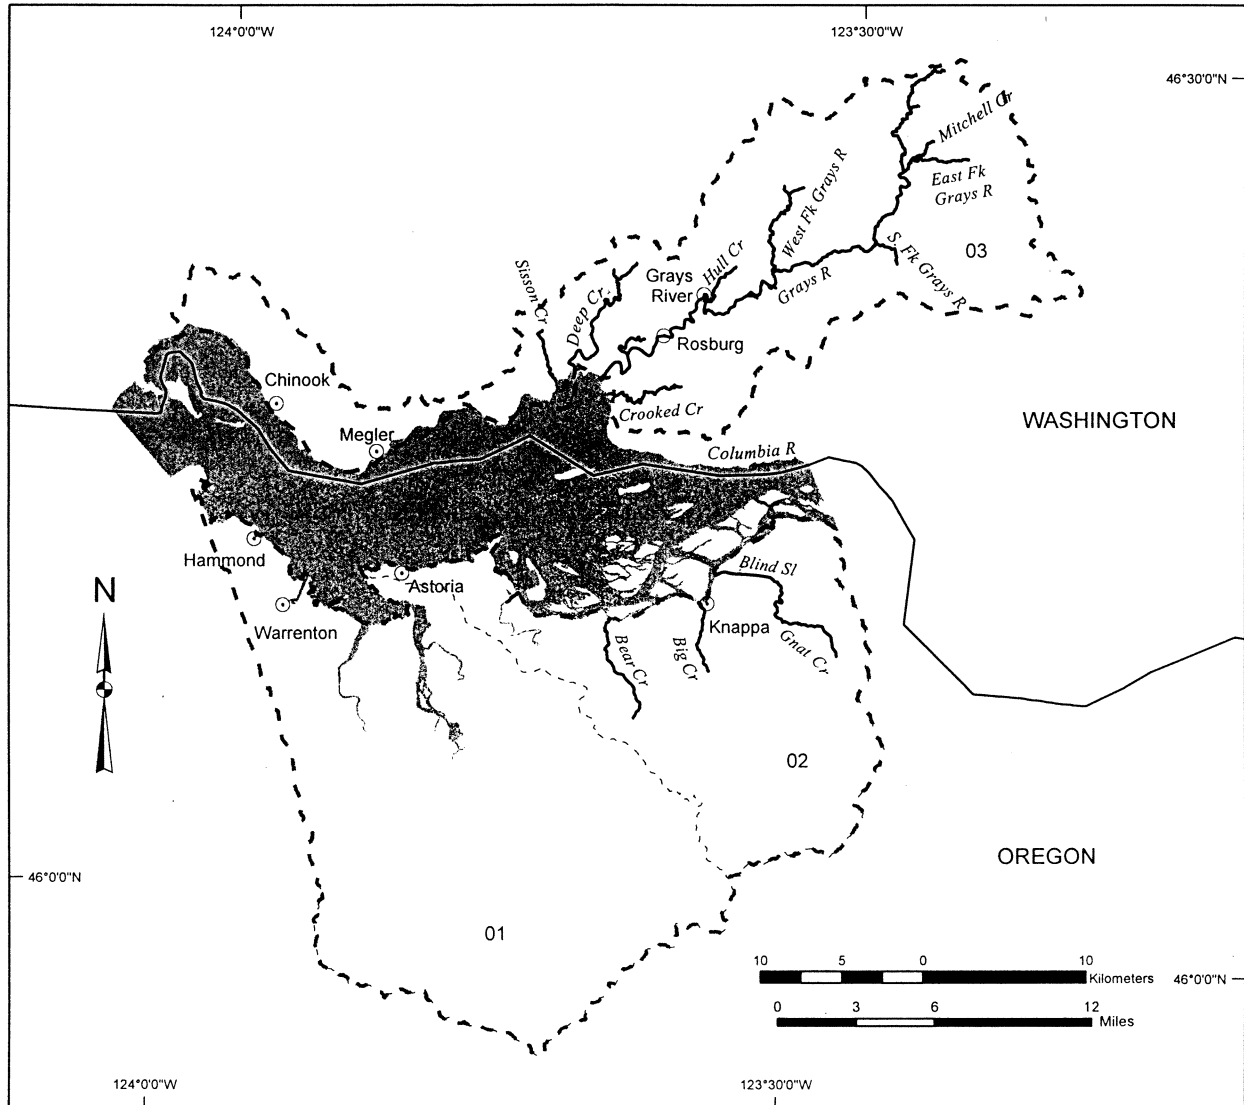 124°0'0"W
123°30'0"W
46°30'0"N
Mitchell Cr
East Fk
Grays R
West Fk Grays R
S. Fk Grays R
03
Hull Cr
Grays
River
Grays R
Sisson Cr
Deep Cr.
Rosburg
Chinook
Crooked Cr
WASHINGTON
Megler
Columbia R
Hammond
Blind Sl
Astoria
N
Warrenton
Knappa
Bear Cr
Big Cr
Gnat Cr
02
OREGON
46°0'0"N
01
10 5 0 10
Kilometers
46°0'0"N
0 3 6 12
Miles
124°0'0"W
123°30'0"W